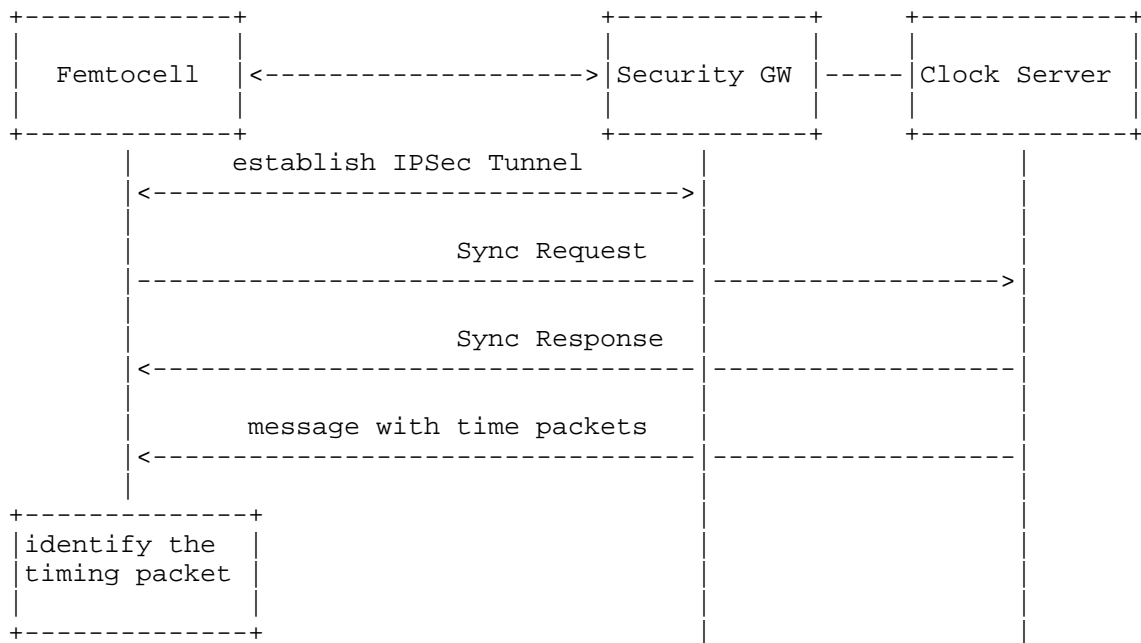 Femtocell Security GW Clock Server
establish IPSec Tunnel
Sync Request
Sync Response
message with time packets
identify the
timing packet